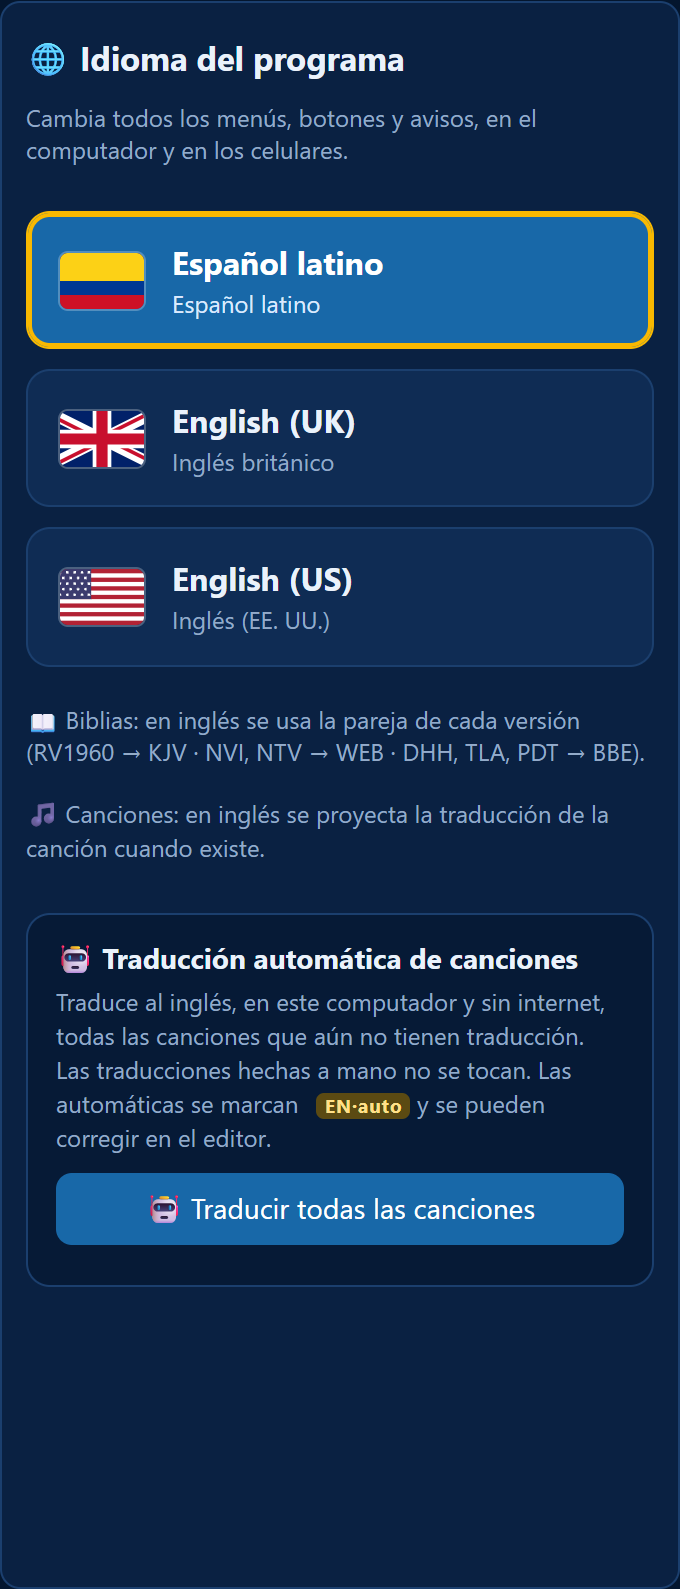 Idioma del programa
Cambia todos los menús, botones y avisos, en el
computador y en los celulares.
Español latino
Español latino
English (UK)
Inglés británico
English (US)
Inglés (EE. UU.)
Biblias: en inglés se usa la pareja de cada versión
(RV1960 → KJV · NVI, NTV → WEB · DHH, TLA, PDT → BBE).
Canciones: en inglés se proyecta la traducción de la
canción cuando existe.
Traducción automática de canciones
Traduce al inglés, en este computador y sin internet,
todas las canciones que aún no tienen traducción.
Las traducciones hechas a mano no se tocan. Las
automáticas se marcan EN·auto y se pueden
corregir en el editor.
Traducir todas las canciones